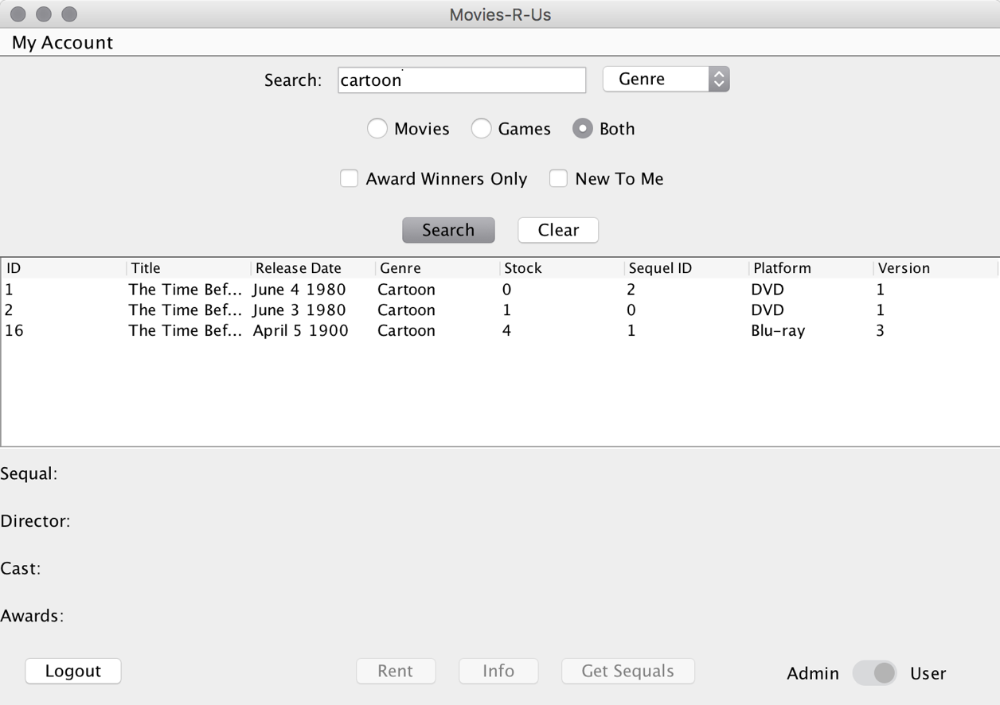 Movies-R-Us
My Account
Search: cartoon Genre
Movies Games Both
Award Winners Only New To Me
Search Clear
ID Title Release Date Genre Stock Sequel ID Platform Version
1 The Time Bef... June 4 1980 Cartoon 0 2 DVD 1
2 The Time Bef... June 3 1980 Cartoon 1 0 DVD 1
16 The Time Bef... April 5 1900 Cartoon 4 1 Blu-ray 3
Sequal:
Director:
Cast:
Awards:
Logout Rent Info Get Sequals Admin User